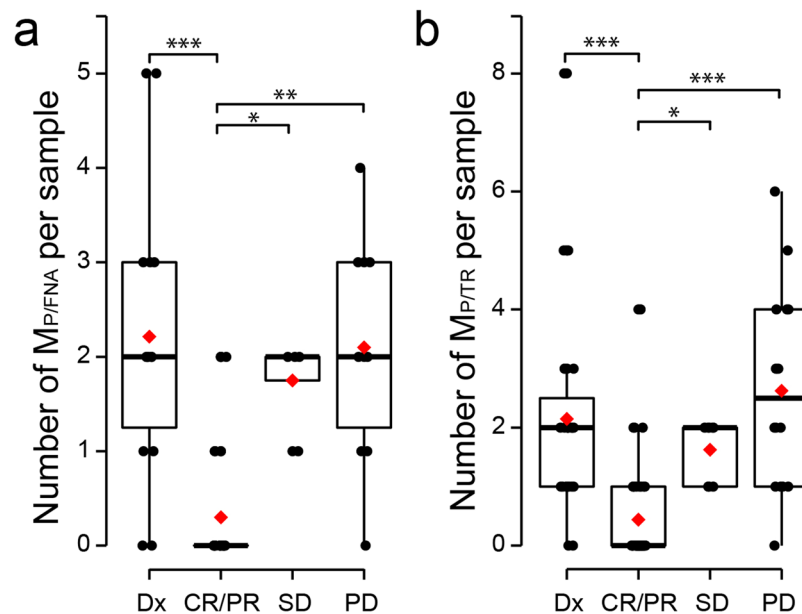 a
Number of MP/FNA per sample
5
4
3
2
1
0
***
**
*
Dx CR/PR SD PD
b
Number of MP/TR per sample
8
6
4
2
0
***
***
*
Dx CR/PR SD PD